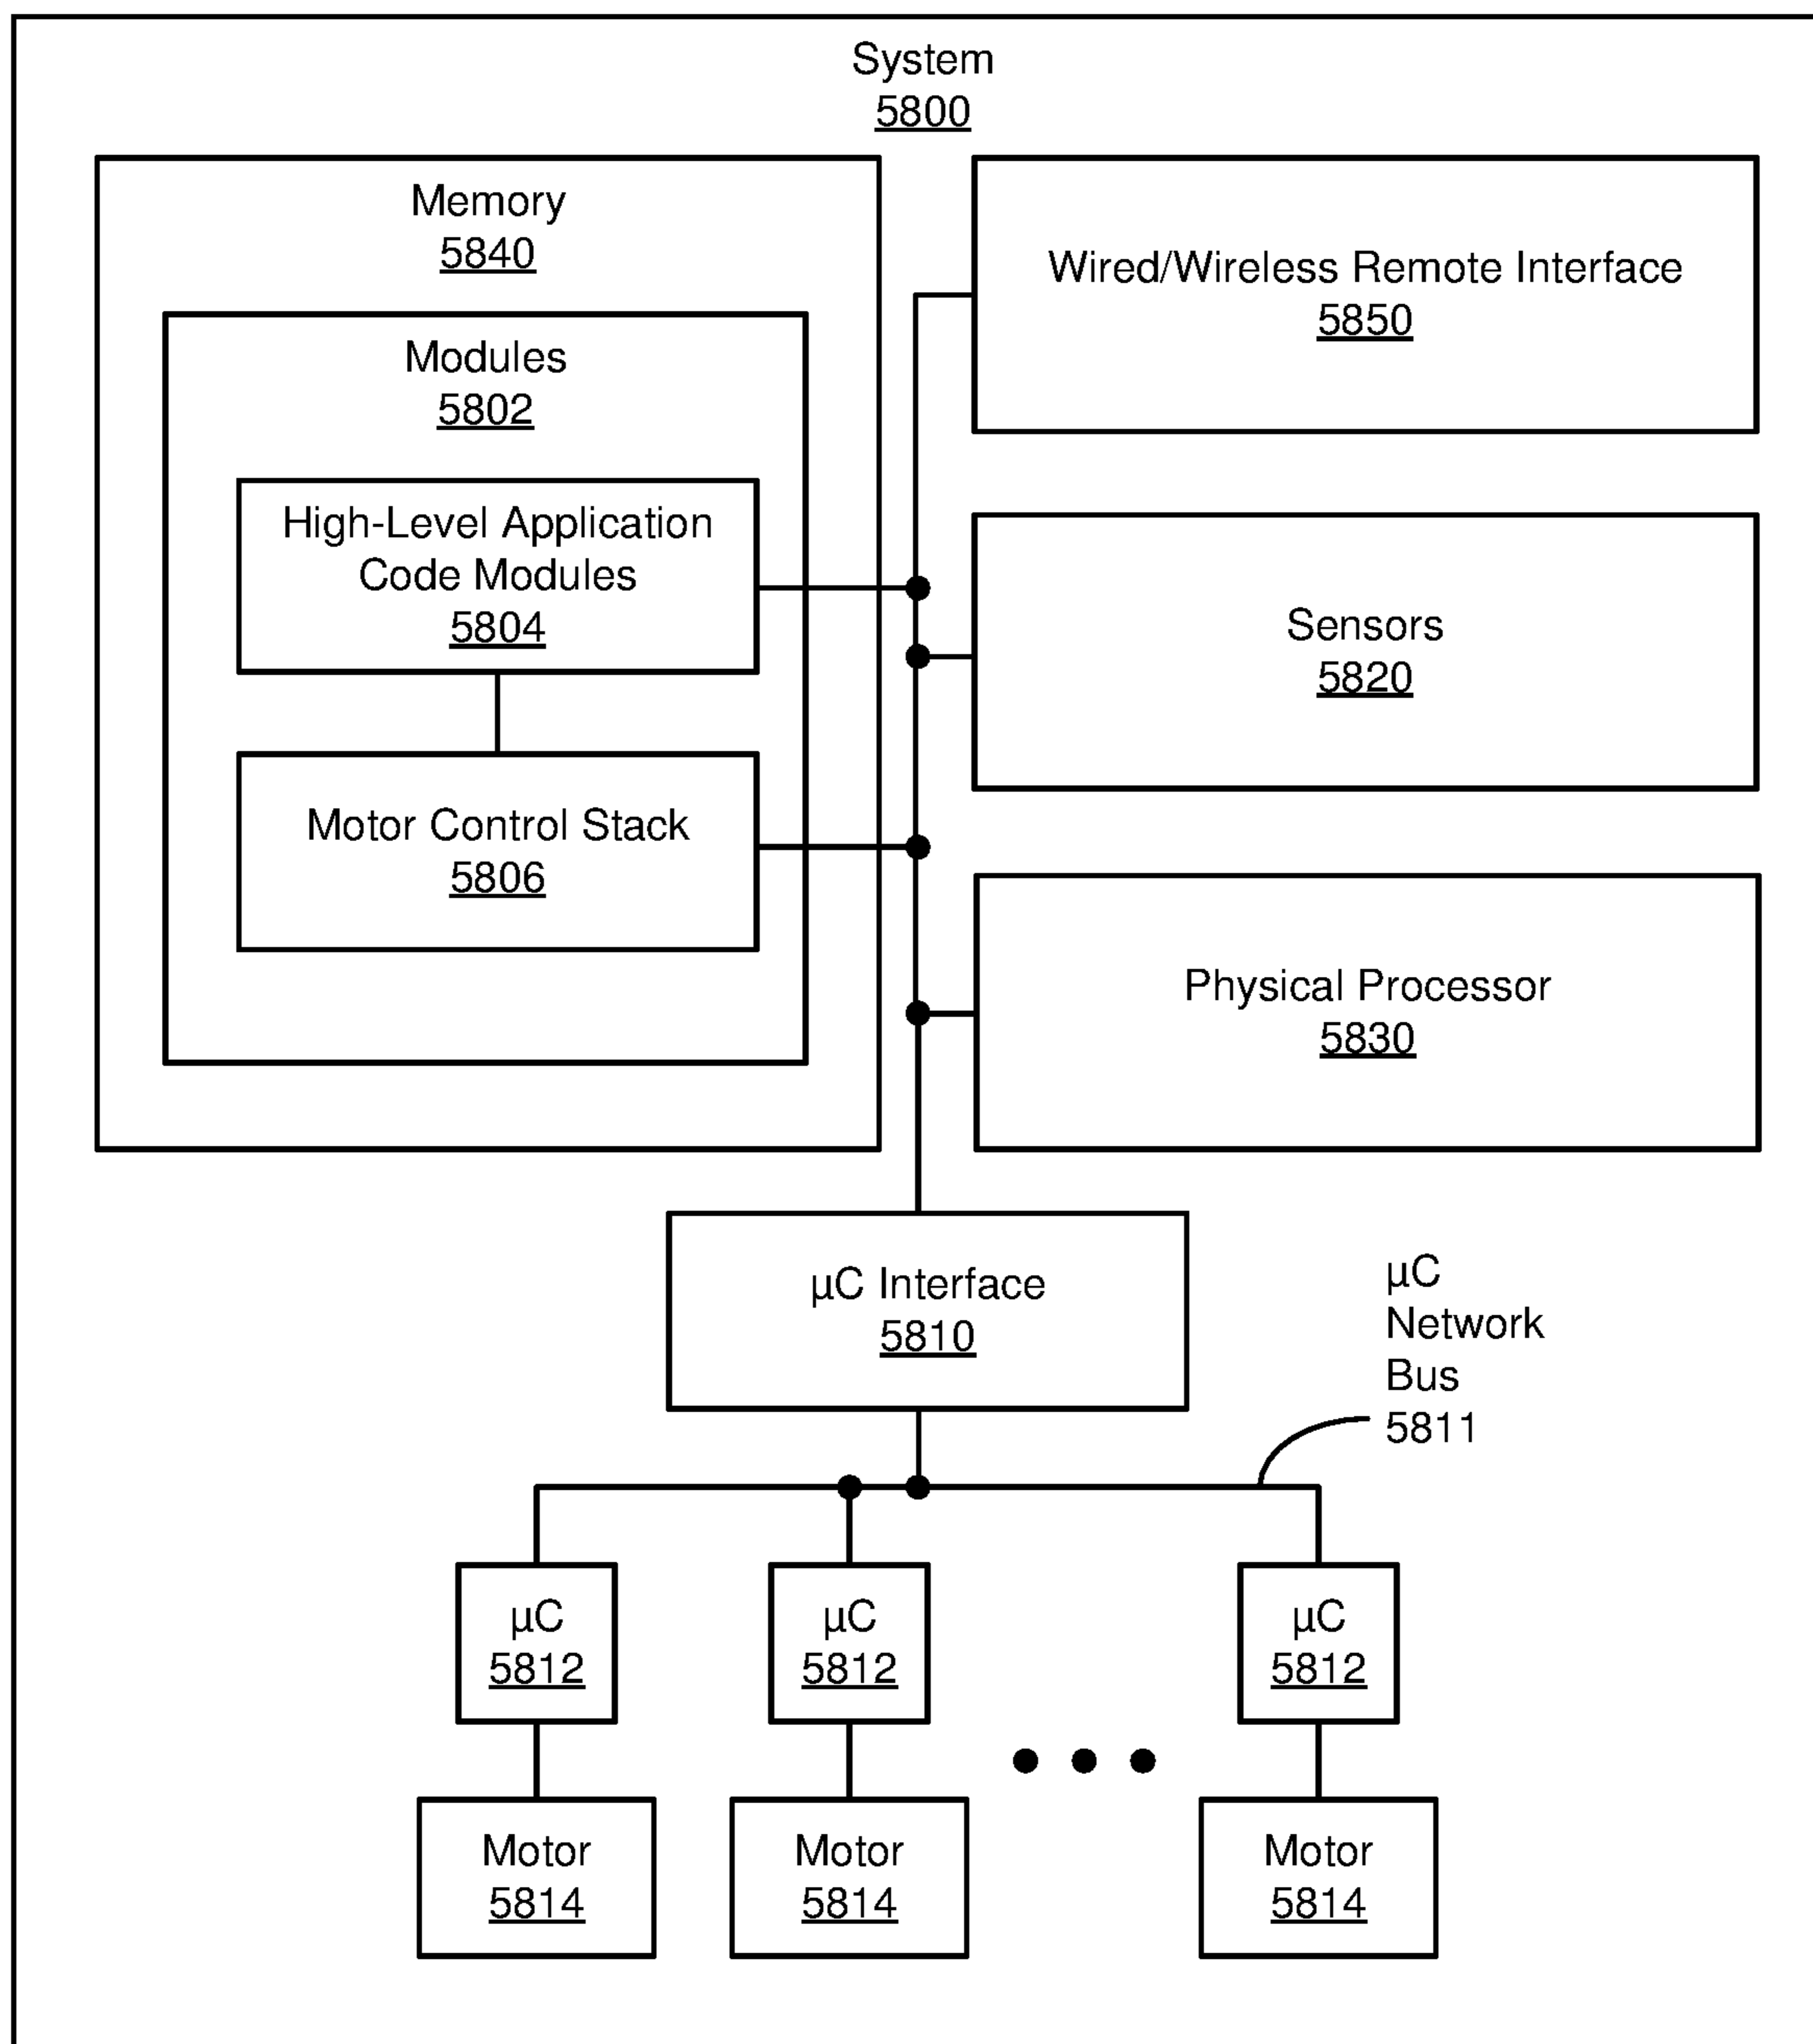 System
5800
Memory
5840
Modules
5802
High-Level Application
Code Modules
5804
Motor Control Stack
5806
Wired/Wireless Remote Interface
5850
Sensors
5820
Physical Processor
5830
µC Interface
5810
µC
Network
Bus
5811
µC
5812
µC
5812
µC
5812
Motor
5814
Motor
5814
Motor
5814